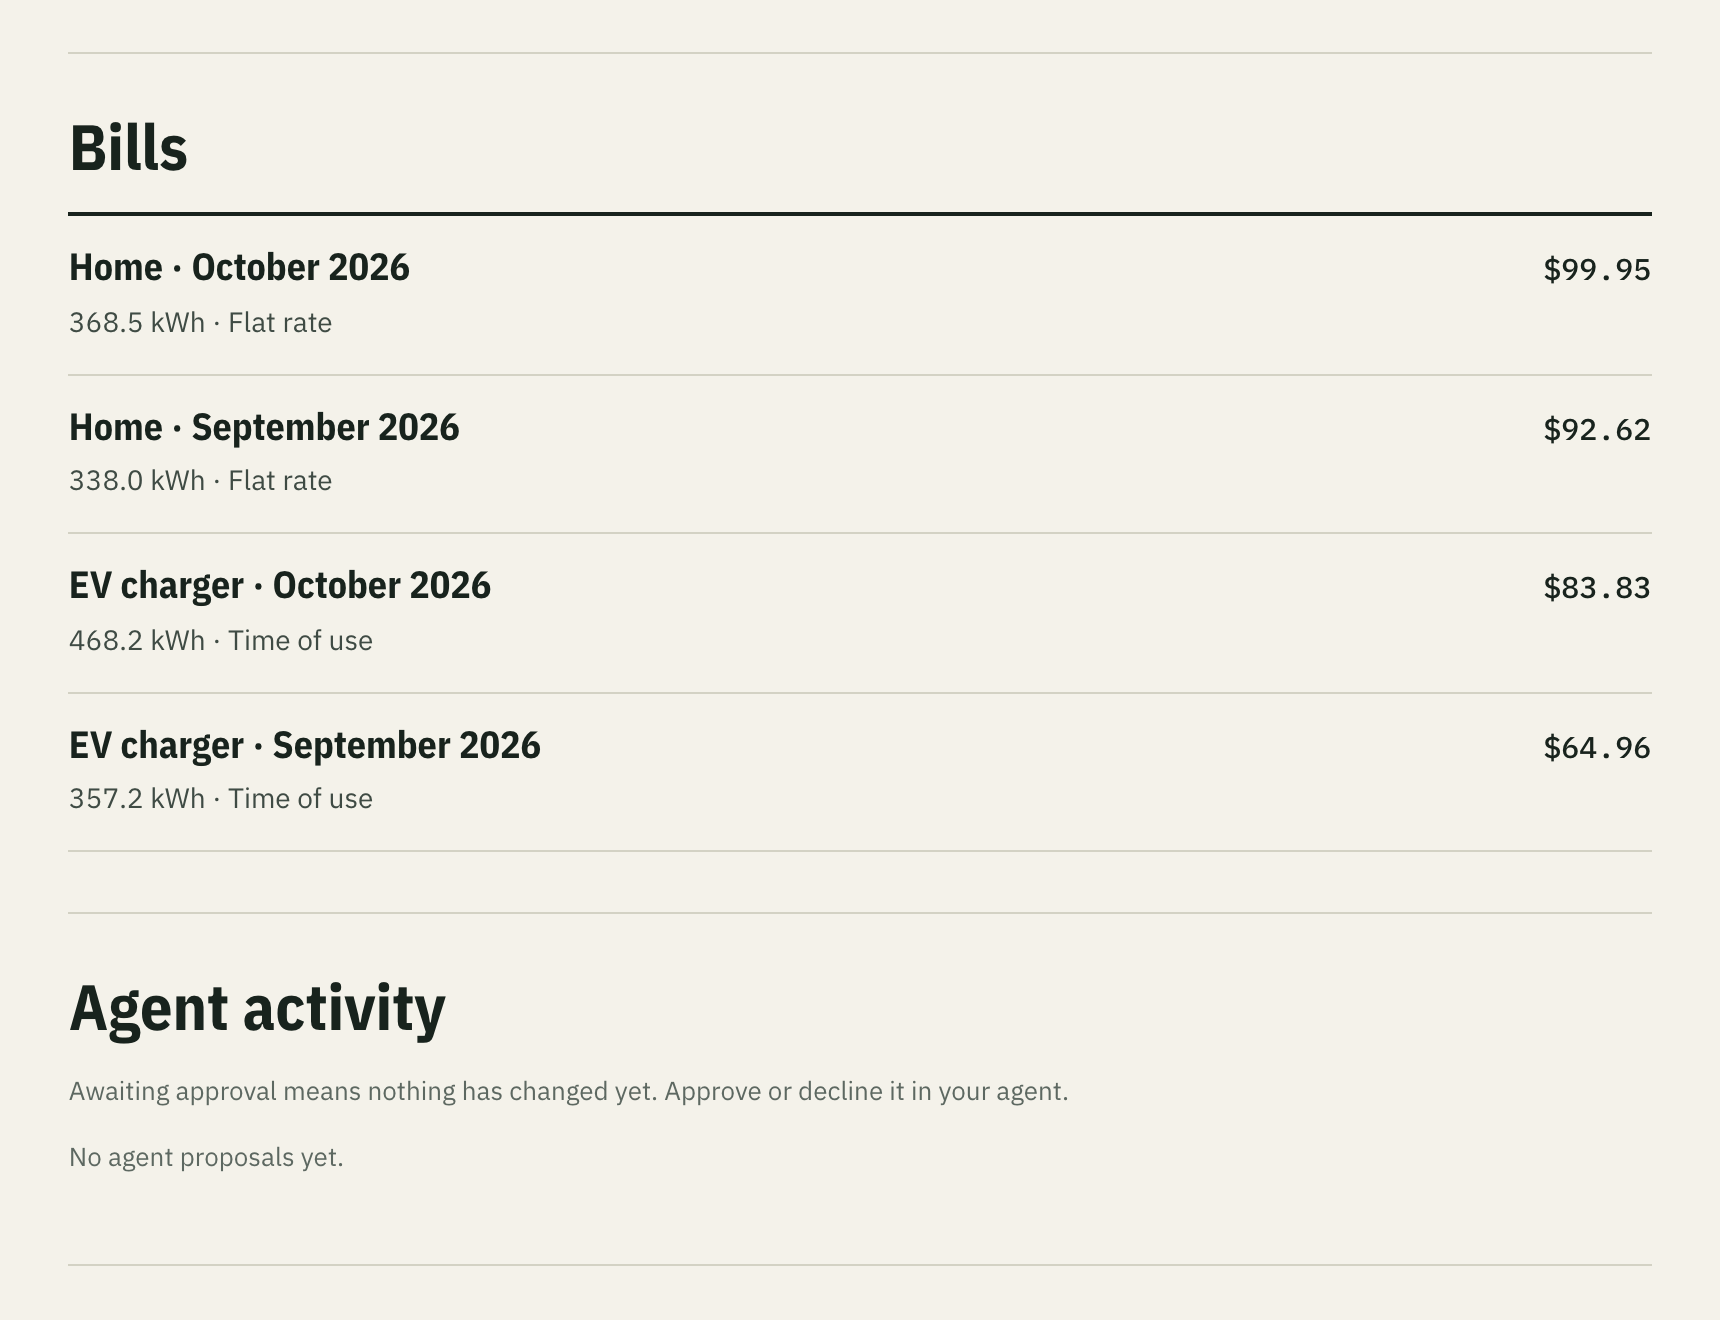 Bills
Home · October 2026
$99.95
368.5 kWh · Flat rate
Home · September 2026
$92.62
338.0 kWh · Flat rate
EV charger · October 2026
$83.83
468.2 kWh · Time of use
EV charger · September 2026
$64.96
357.2 kWh · Time of use
Agent activity
Awaiting approval means nothing has changed yet. Approve or decline it in your agent.
No agent proposals yet.